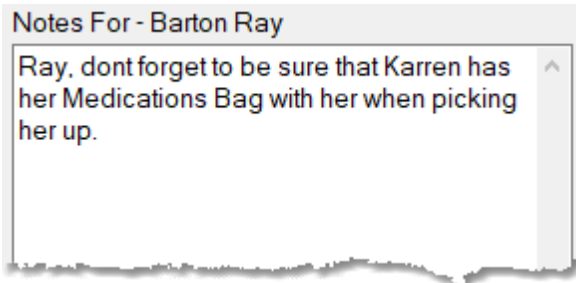 Notes For - Barton Ray
Ray, dont forget to be sure that Karren has
her Medications Bag with her when picking
her up.